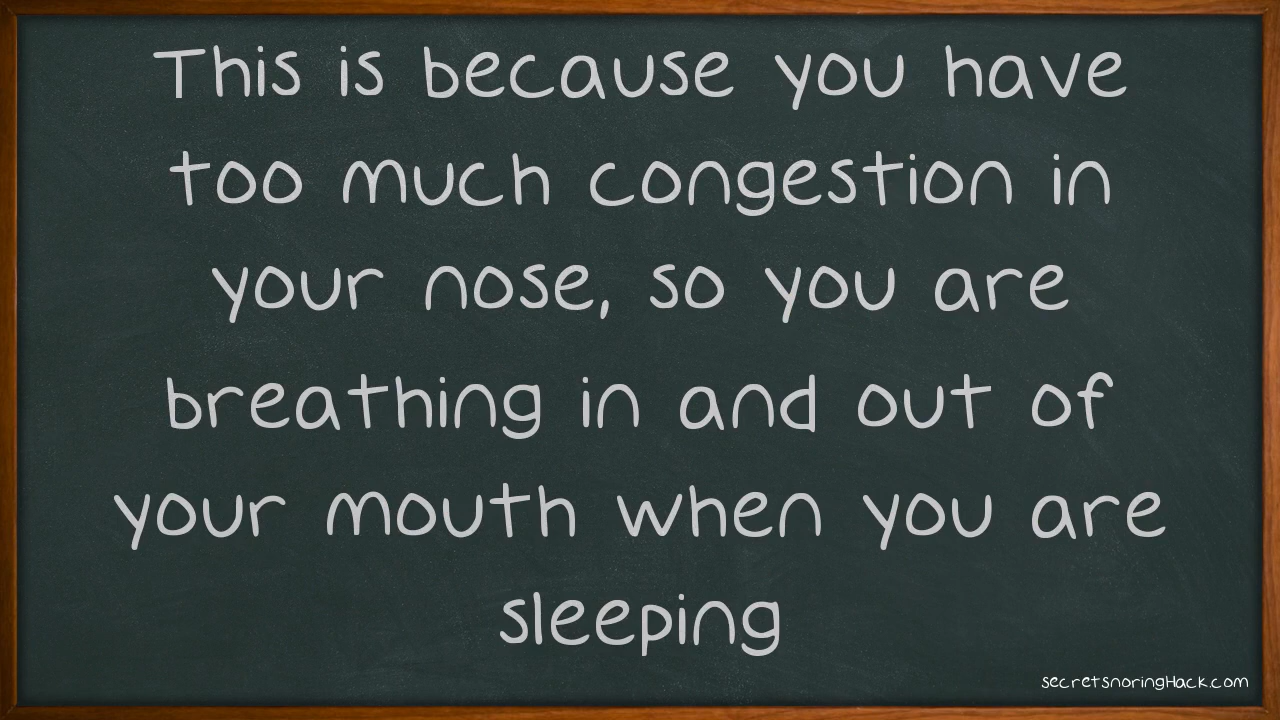 This is because you have
too much congestion in
your nose, so you are
breathing in and out of
your mouth when you are
sleeping
secretsnoringHack.com